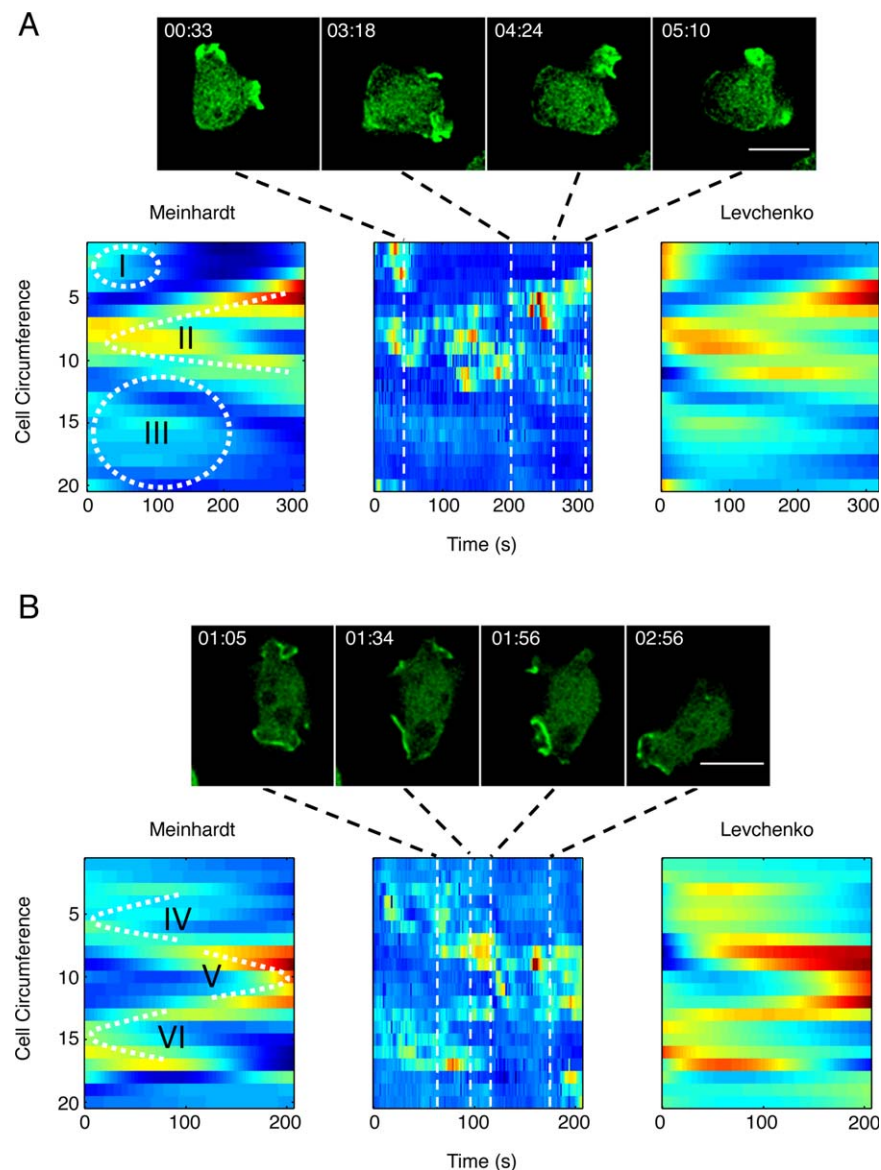 A
00:33 03:18 04:24 05:10
Meinhardt Levchenko
I
II
III
Cell Circumference
5
10
15
20
0 100 200 300 0 100 200 300 0 100 200 300
Time (s)
B
01:05 01:34 01:56 02:56
Meinhardt Levchenko
IV
V
VI
Cell Circumference
5
10
15
20
0 100 200 0 100 200 0 100 200
Time (s)